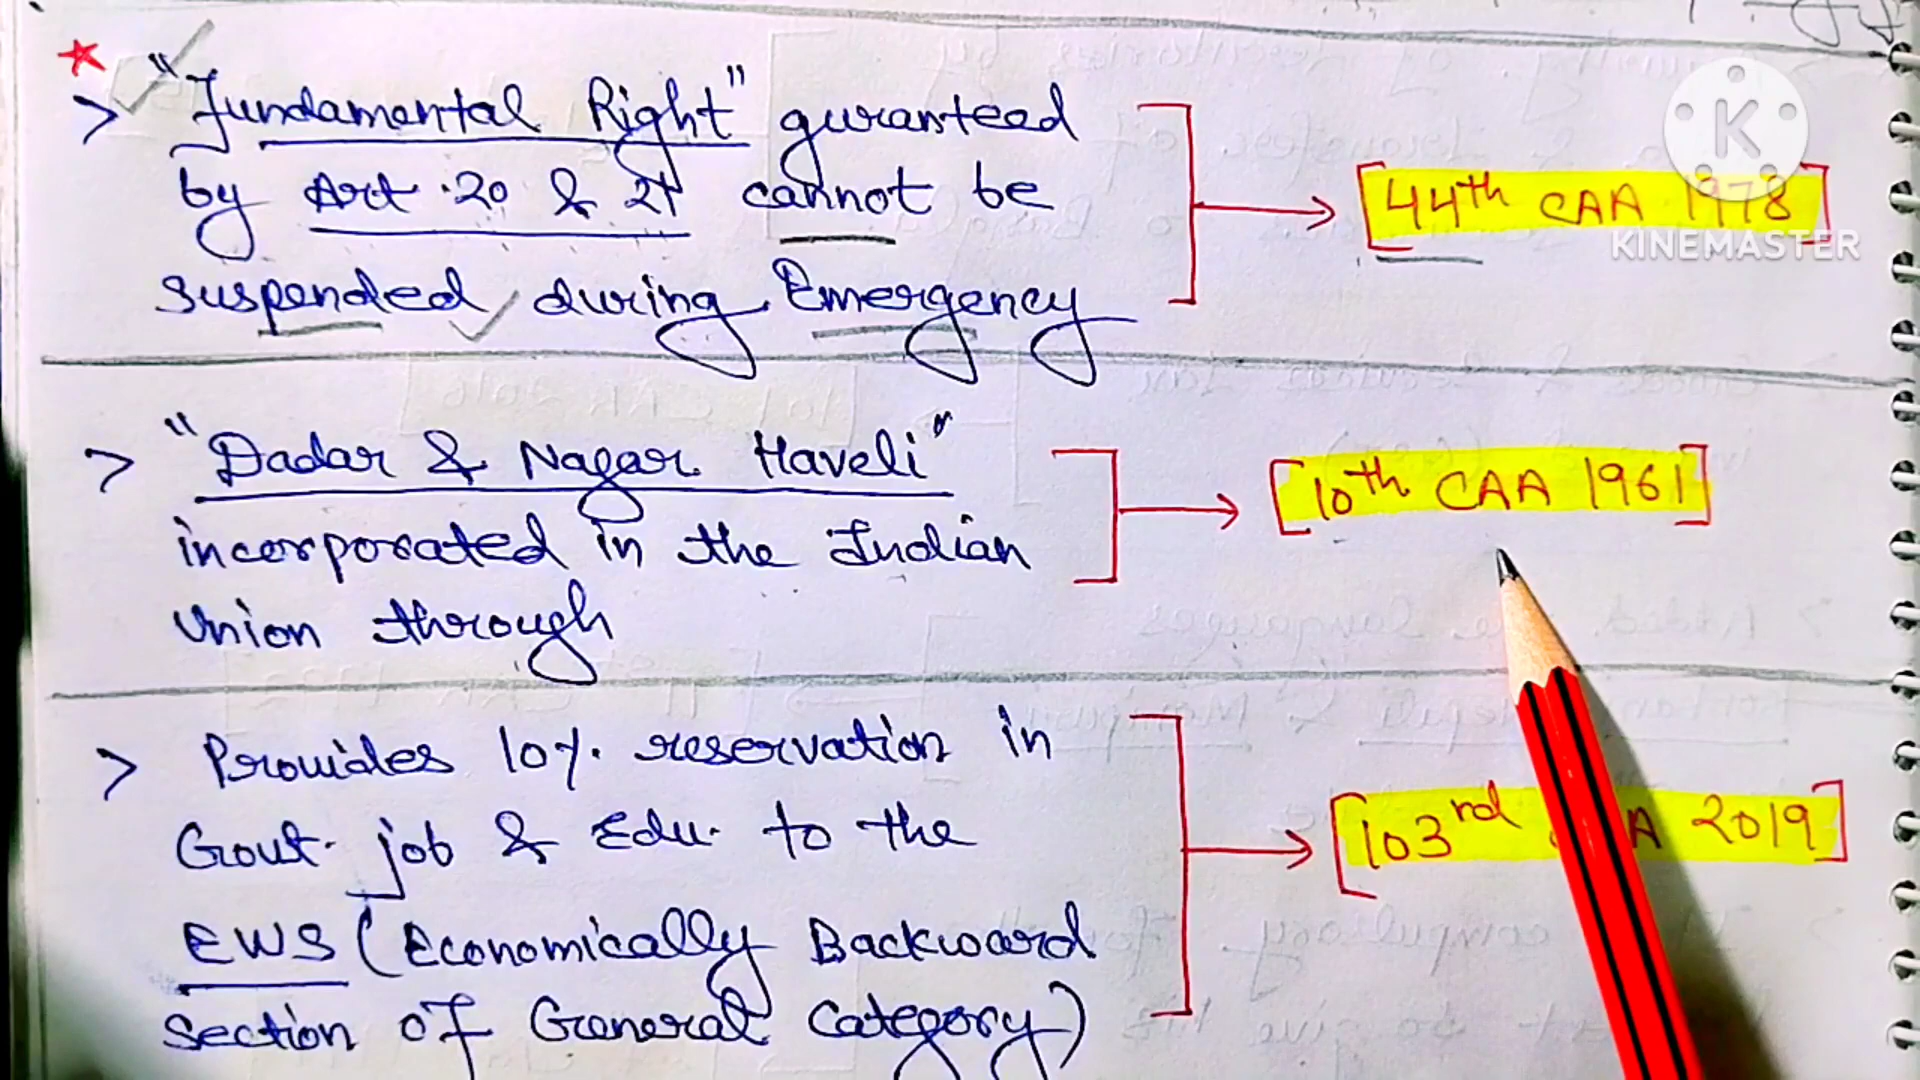 > "Fundamental Right" guranteed
by Art.20 & 21 cannot be
suspended during Emergency
[44th CAA 1978]
K
KINEMASTER
> "Dadar & Nagar Haveli"
incorporated in the Indian
Union through
[10th CAA 1961]
> Provides 10%. reservation in
Govt. job & Edu. to the
EWS (Economically Backward
Section of General Category)
[103rd A 2019]